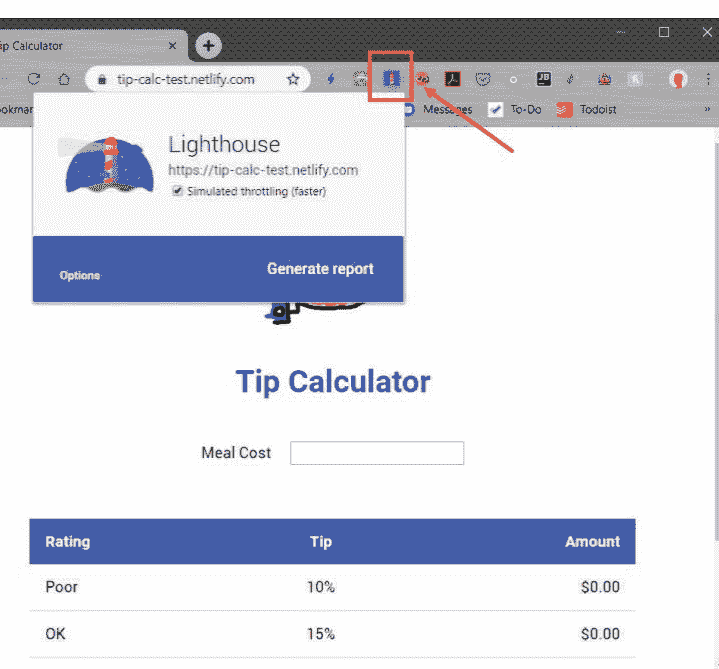 ip Calculator
tip-calc-test.netlify.com
JB
okmar
Messages
To-Do
Todoist
»
Lighthouse
https://tip-calc-test.netlify.com
Simulated throttling (faster)
Options
Generate report
Tip Calculator
Meal Cost
Rating Tip Amount
Poor 10% $0.00
OK 15% $0.00